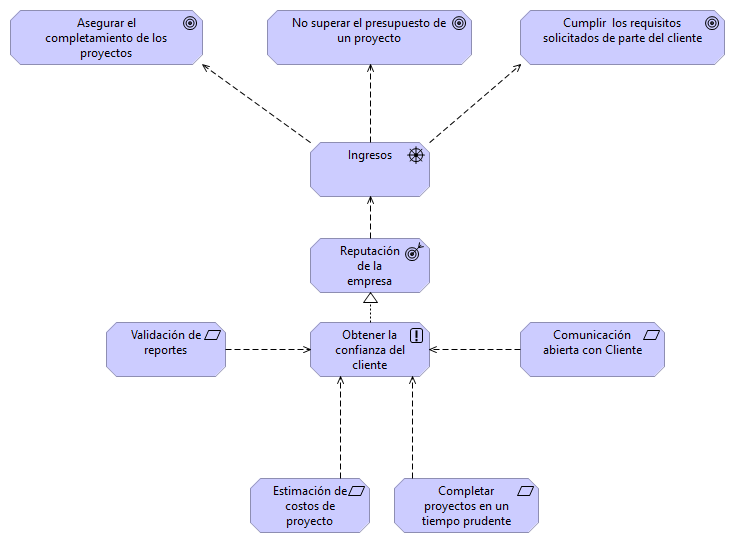 Asegurar el
completamiento de los
proyectos
No superar el presupuesto de
un proyecto
Cumplir  los requisitos
solicitados de parte del cliente
Ingresos
Reputación
de la
empresa
Validación de
reportes
Obtener la
confianza del
cliente
Comunicación
abierta con Cliente
Estimación de
costos de
proyecto
Completar
proyectos en un
tiempo prudente